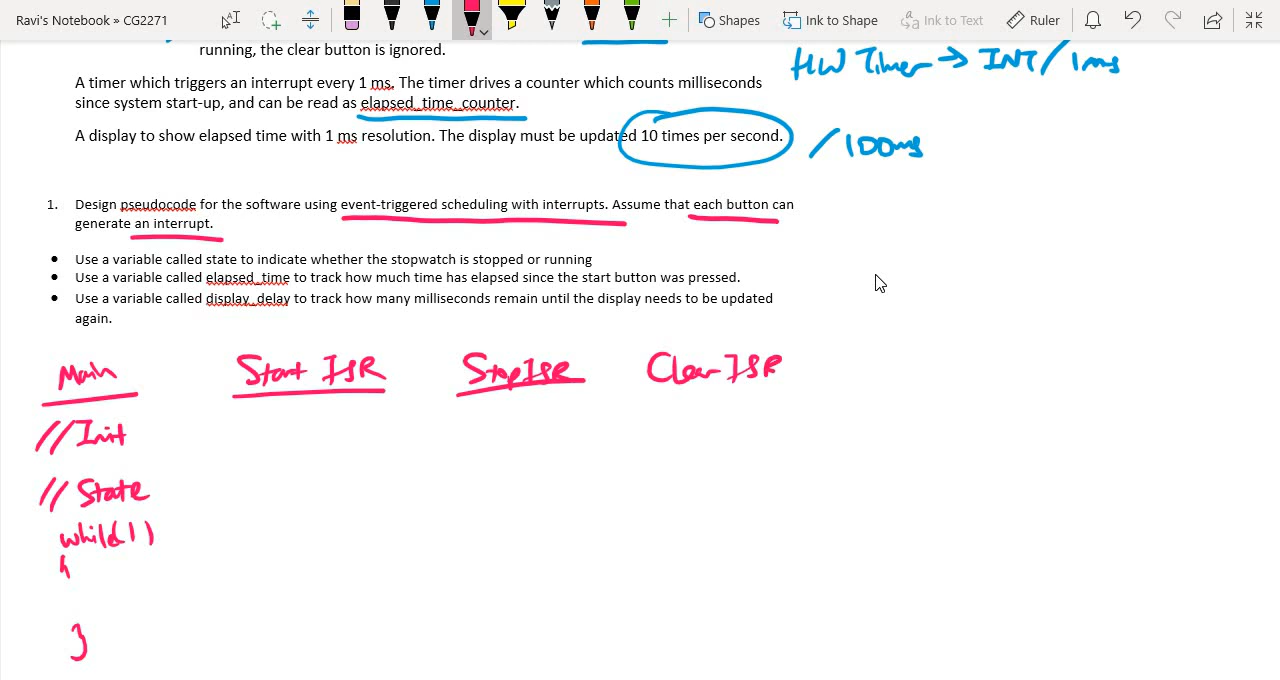 Ravi's Notebook » CG2271
Shapes
Ink to Shape
Ink to Text
Ruler
running, the clear button is ignored.
HW Timer → INT / 1ms
A timer which triggers an interrupt every 1 ms. The timer drives a counter which counts milliseconds
since system start-up, and can be read as elapsed_time_counter.
A display to show elapsed time with 1 ms resolution. The display must be updated 10 times per second.
/100ms
1. Design pseudocode for the software using event-triggered scheduling with interrupts. Assume that each button can
generate an interrupt.
• Use a variable called state to indicate whether the stopwatch is stopped or running
• Use a variable called elapsed_time to track how much time has elapsed since the start button was pressed.
• Use a variable called display_delay to track how many milliseconds remain until the display needs to be updated
again.
Main Start ISR Stop ISR Clear ISR
//Init
// State
while(1)
{
}